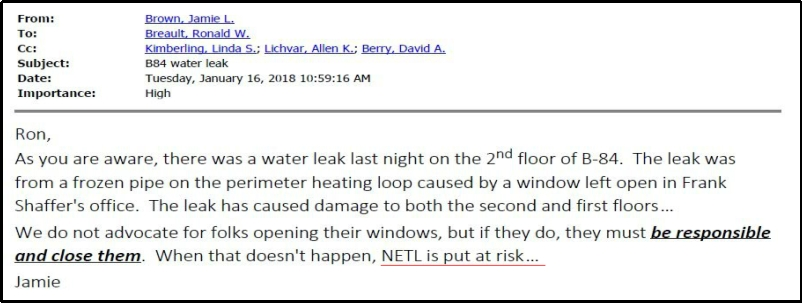 From: Brown, Jamie L.
To: Breault, Ronald W.
Cc: Kimberling, Linda S.; Lichvar, Allen K.; Berry, David A.
Subject: B84 water leak
Date: Tuesday, January 16, 2018 10:59:16 AM
Importance: High
Ron,
As you are aware, there was a water leak last night on the 2nd floor of B-84. The leak was
from a frozen pipe on the perimeter heating loop caused by a window left open in Frank
Shaffer's office. The leak has caused damage to both the second and first floors...
We do not advocate for folks opening their windows, but if they do, they must be responsible
and close them. When that doesn't happen, NETL is put at risk...
Jamie